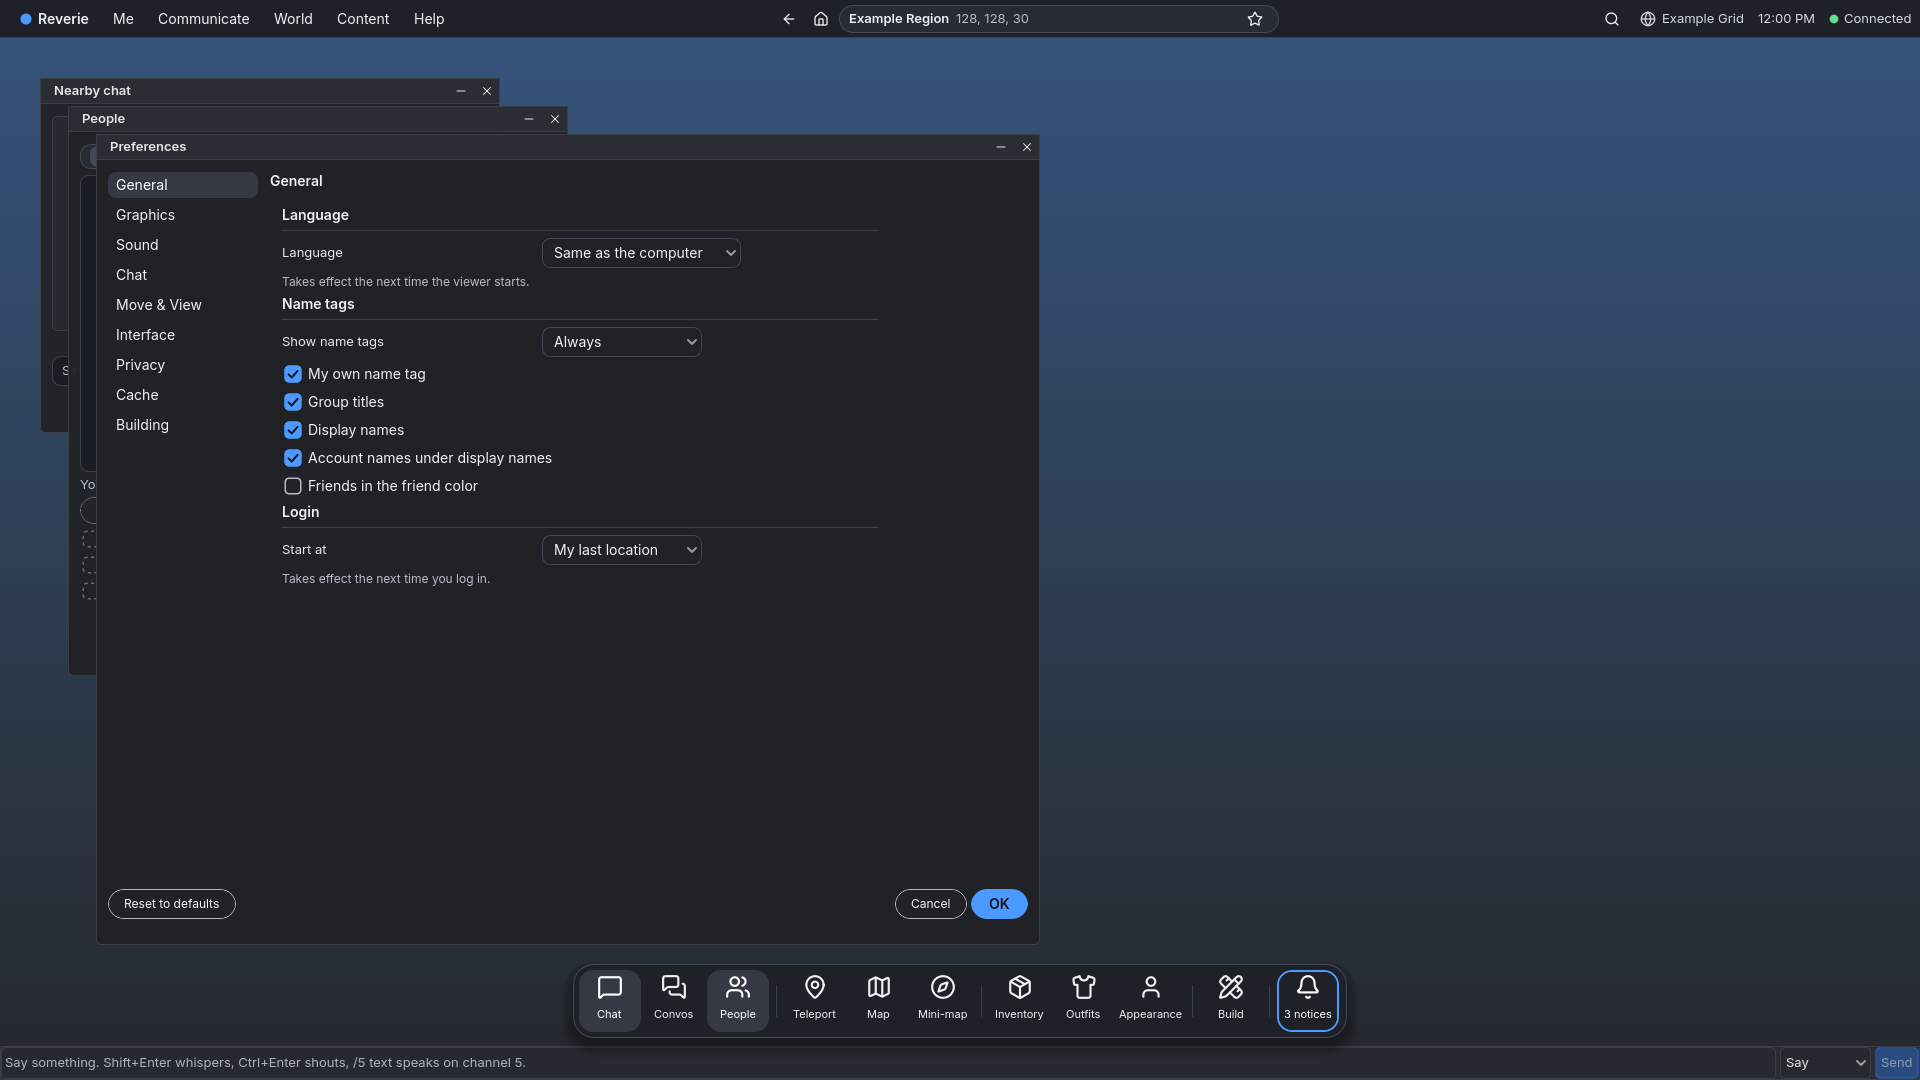 Reverie Me Communicate World Content Help
Example Region 128, 128, 30
Example Grid 12:00 PM Connected
Nearby chat
People
Preferences
General
Graphics
Sound
Chat
Move & View
Interface
Privacy
Cache
Building
General
Language
Language Same as the computer
Takes effect the next time the viewer starts.
Name tags
Show name tags Always
My own name tag
Group titles
Display names
Account names under display names
Friends in the friend color
Login
Start at My last location
Takes effect the next time you log in.
Reset to defaults Cancel OK
Chat Convos People Teleport Map Mini-map Inventory Outfits Appearance Build 3 notices
Say something. Shift+Enter whispers, Ctrl+Enter shouts, /5 text speaks on channel 5. Say Send